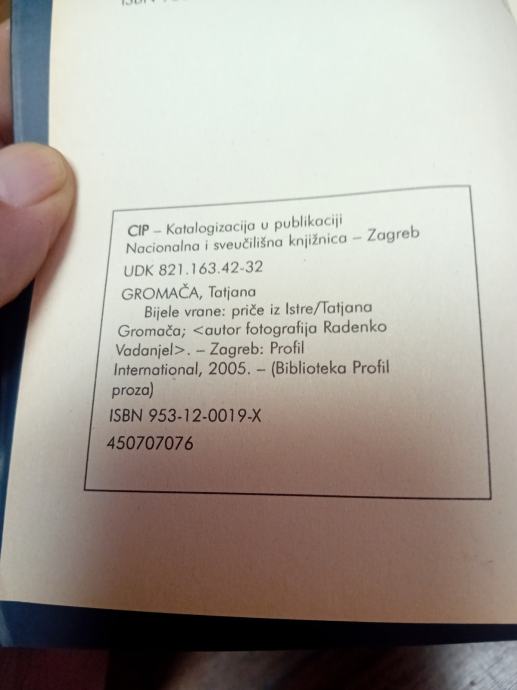 CIP – Katalogizacija u publikaciji
Nacionalna i sveučilišna knjižnica – Zagreb
UDK 821.163.42-32
GROMAČA, Tatjana
Bijele vrane: priče iz Istre/Tatjana
Gromača; <autor fotografija Radenko
Vadanjel>. – Zagreb: Profil
International, 2005. – (Biblioteka Profil
proza)
ISBN 953-12-0019-X
450707076